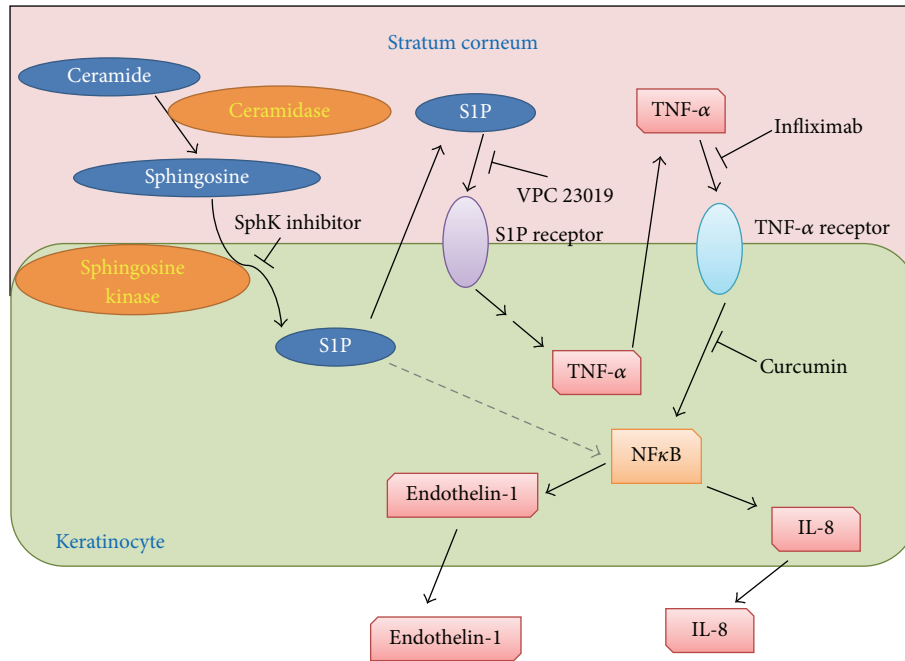 Stratum corneum
Ceramide
Ceramidase
S1P
TNF-α
Infliximab
Sphingosine
VPC 23019
SphK inhibitor
S1P receptor
TNF-α receptor
Sphingosine
kinase
S1P
TNF-α
Curcumin
NFκB
Endothelin-1
IL-8
Keratinocyte
Endothelin-1
IL-8